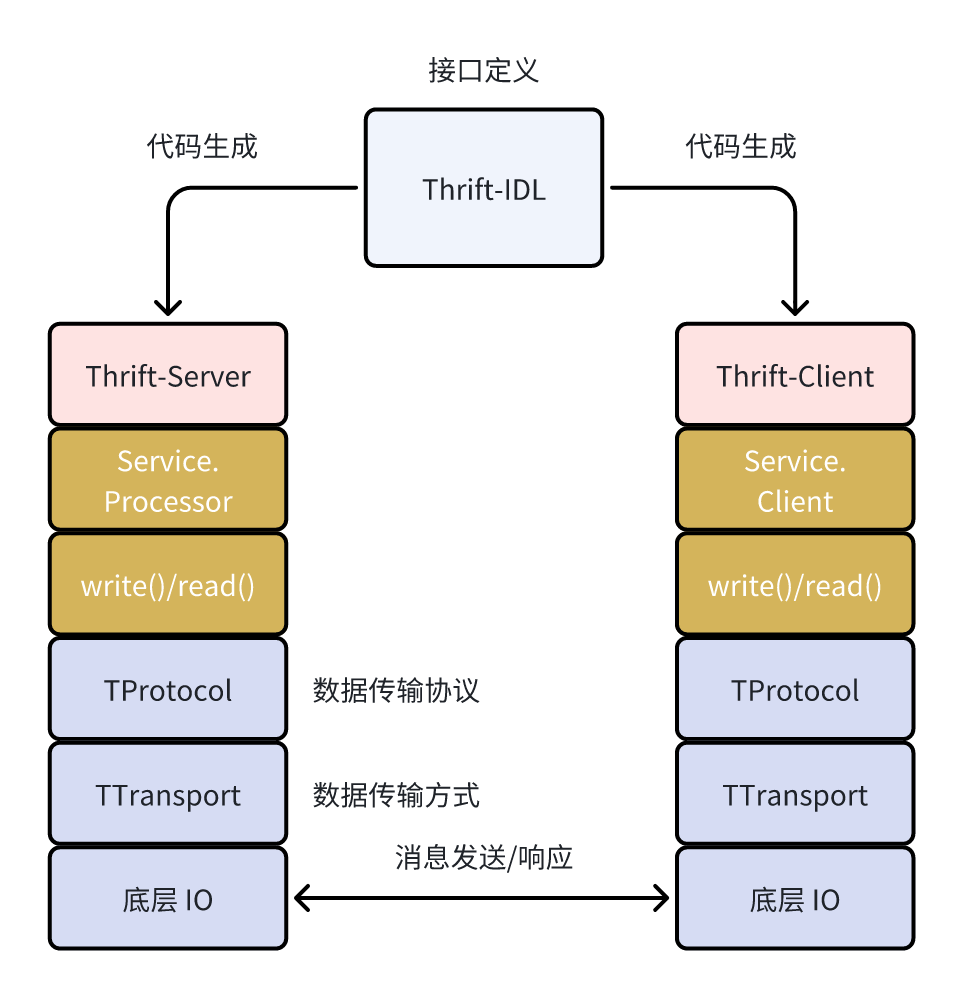 接口定义
代码生成
代码生成
Thrift-IDL
Thrift-Server
Service.
Processor
write()/read()
TProtocol
数据传输协议
TTransport
数据传输方式
底层 IO
消息发送/响应
Thrift-Client
Service.
Client
write()/read()
TProtocol
TTransport
底层 IO